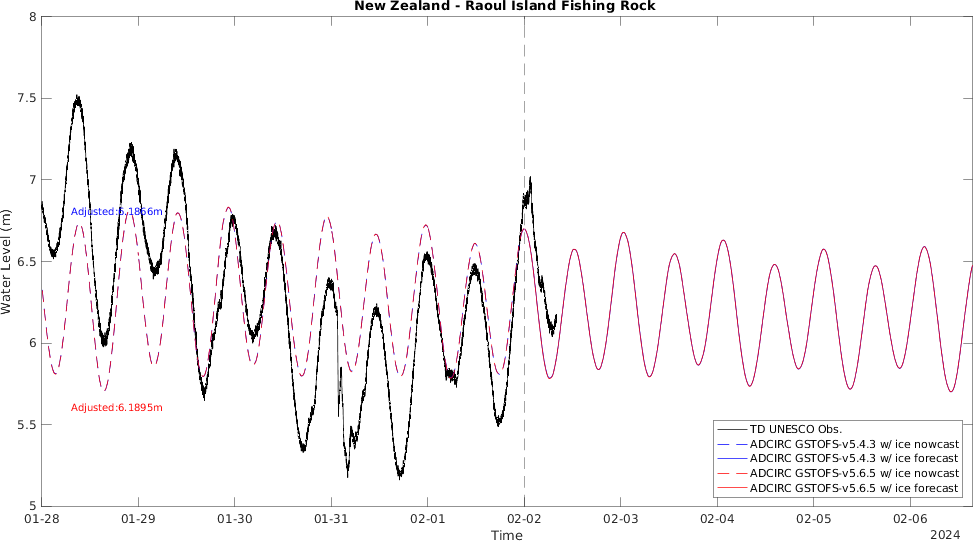 New Zealand - Raoul Island Fishing Rock
Water Level (m)
8
7.5
7
6.5
6
5.5
5
Adjusted:6.1866m
Adjusted:6.1895m
TD UNESCO Obs.
ADCIRC GSTOFS-v5.4.3 w/ ice nowcast
ADCIRC GSTOFS-v5.4.3 w/ ice forecast
ADCIRC GSTOFS-v5.6.5 w/ ice nowcast
ADCIRC GSTOFS-v5.6.5 w/ ice forecast
01-28 01-29 01-30 01-31 02-01 02-02 02-03 02-04 02-05 02-06
Time
2024